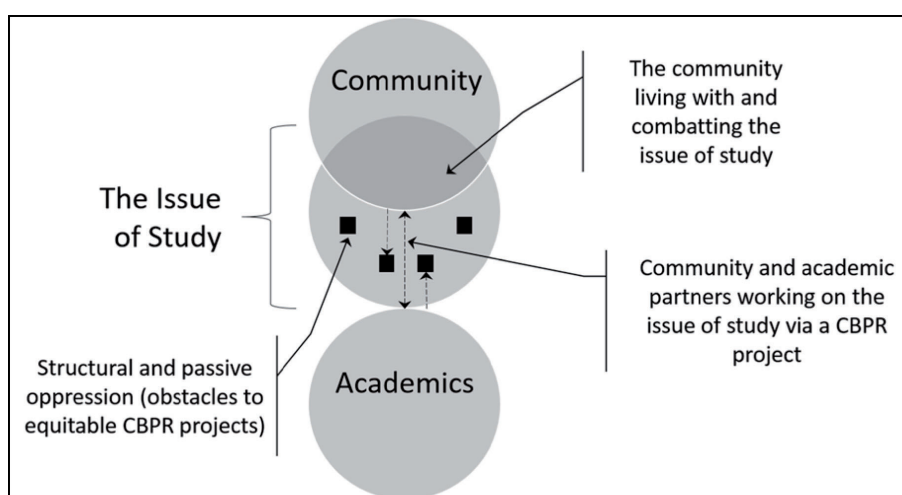 Community
The community
living with and
combatting the
issue of study
The Issue
of Study
Community and academic
partners working on the
issue of study via a CBPR
project
Structural and passive
oppression (obstacles to
equitable CBPR projects)
Academics